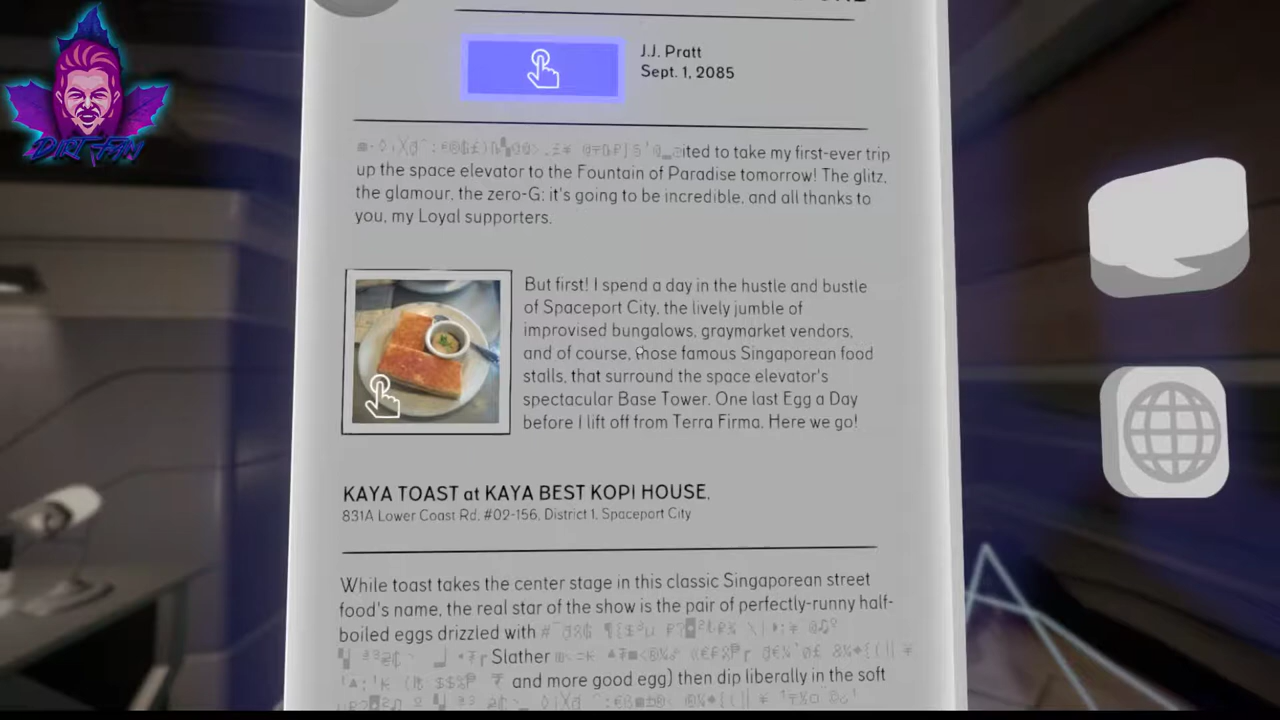 DIRT FAM
J.J. Pratt
Sept. 1, 2085
ited to take my first-ever trip
up the space elevator to the Fountain of Paradise tomorrow! The glitz,
the glamour, the zero-G; it's going to be incredible, and all thanks to
you, my Loyal supporters.
But first! I spend a day in the hustle and bustle
of Spaceport City, the lively jumble of
improvised bungalows, graymarket vendors,
and of course, those famous Singaporean food
stalls, that surround the space elevator's
spectacular Base Tower. One last Egg a Day
before I lift off from Terra Firma. Here we go!
KAYA TOAST at KAYA BEST KOPI HOUSE,
831A Lower Coast Rd. #02-156, District 1, Spaceport City
While toast takes the center stage in this classic Singaporean street
food's name, the real star of the show is the pair of perfectly-runny half-
boiled eggs drizzled with
Slather
and more good egg) then dip liberally in the soft